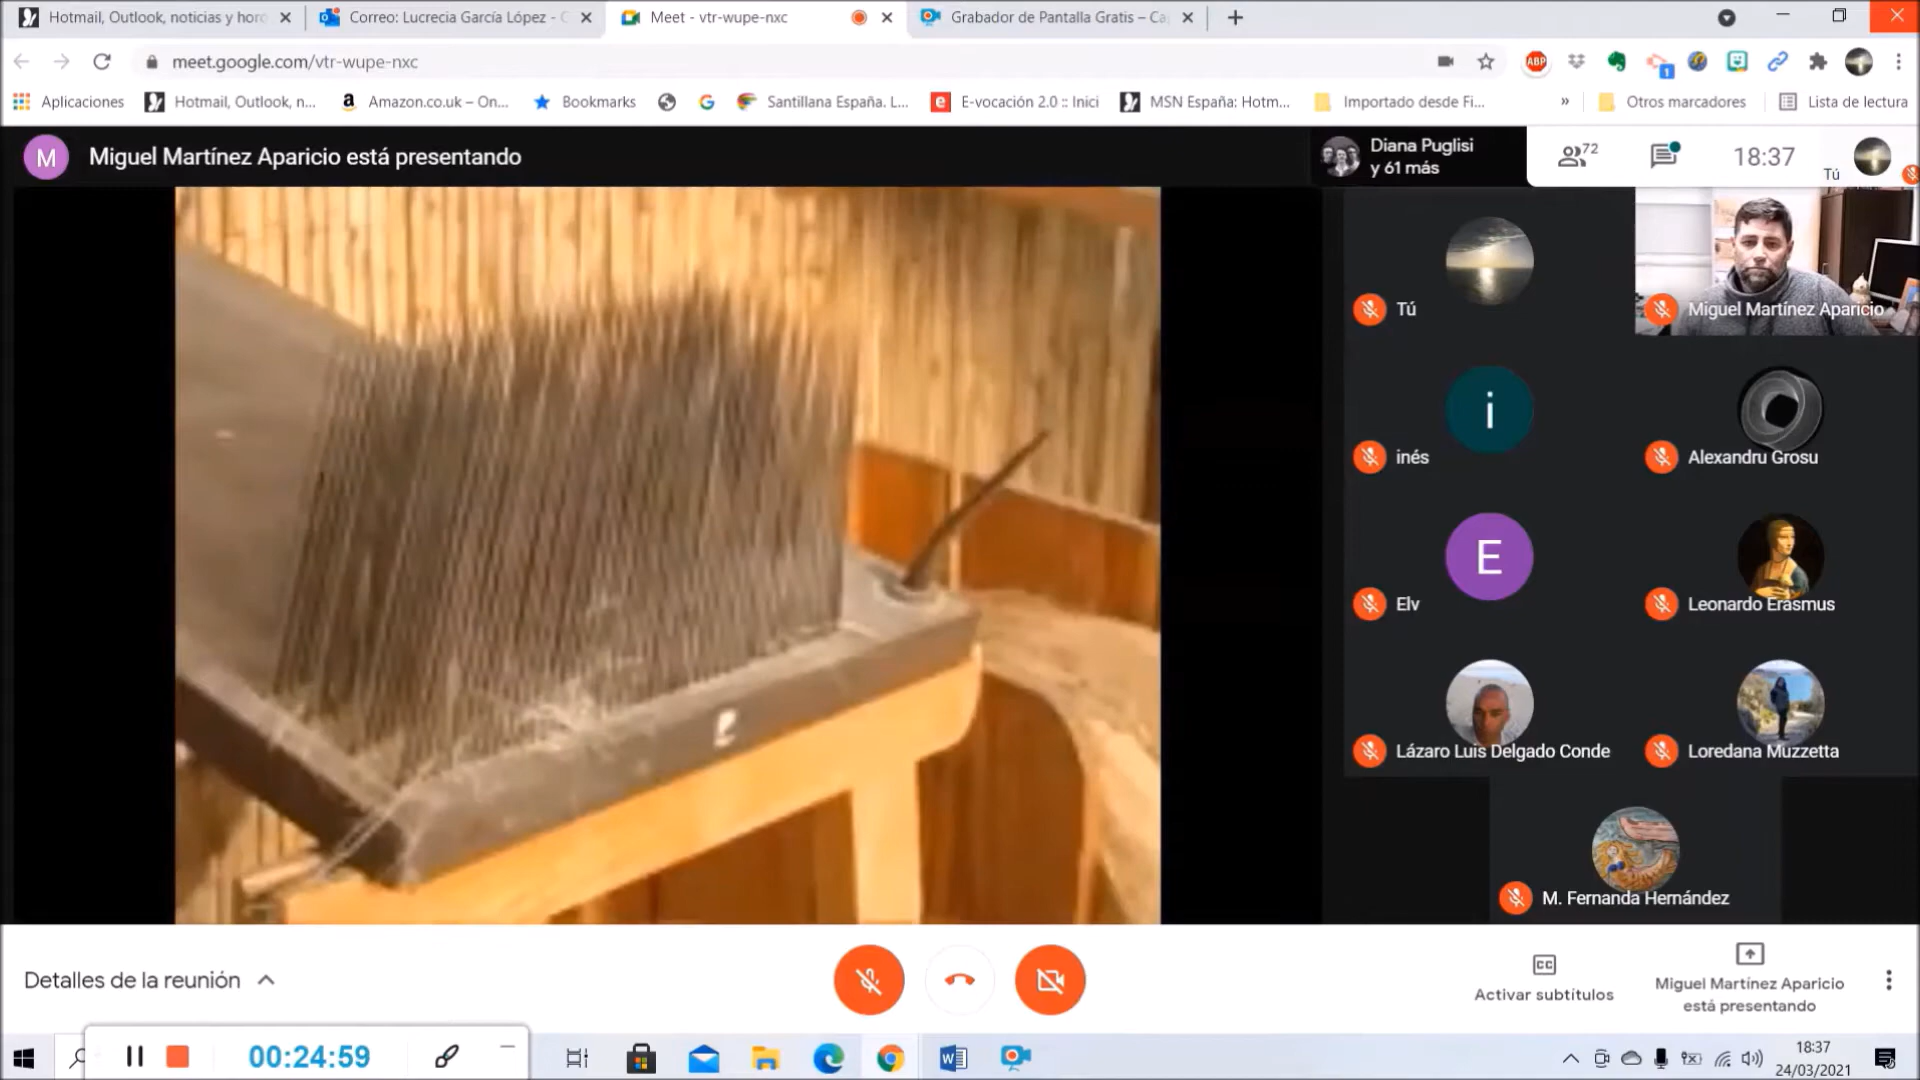 Hotmail, Outlook, noticias y horó
Correo: Lucrecia García López - O
Meet - vtr-wupe-nxc
Grabador de Pantalla Gratis – Ca
meet.google.com/vtr-wupe-nxc
ABP
1
Aplicaciones
Hotmail, Outlook, n...
Amazon.co.uk – On...
Bookmarks
Santillana España. L...
E-vocación 2.0 :: Inici
MSN España: Hotm...
Importado desde Fi...
»
Otros marcadores
Lista de lectura
M
Miguel Martínez Aparicio está presentando
Diana Puglisi
y 61 más
72
18:37
Tú
Tú
Miguel Martínez Aparicio
i
inés
Alexandru Grosu
E
Elv
Leonardo Erasmus
Lázaro Luis Delgado Conde
Loredana Muzzetta
M. Fernanda Hernández
Detalles de la reunión
CC
Activar subtítulos
Miguel Martínez Aparicio
está presentando
00:24:59
18:37
24/03/2021